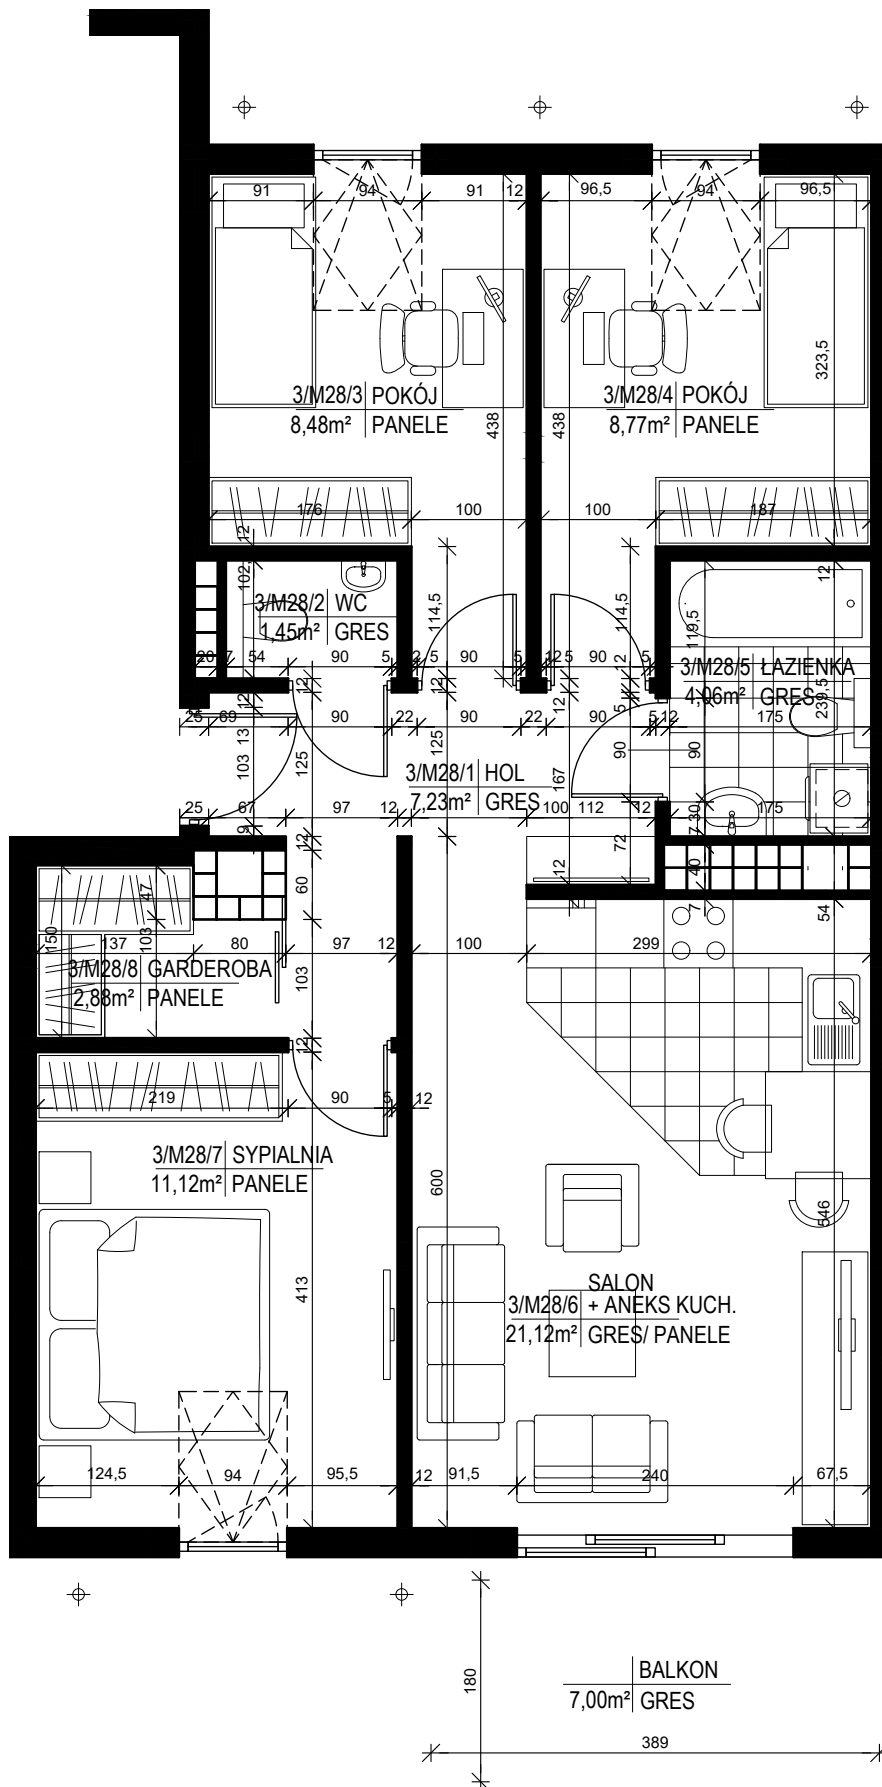 91 94 91 12 96,5 94 96,5
323,5
3/M28/3 POKÓJ
8,48m² PANELE
3/M28/4 POKÓJ
8,77m² PANELE
438 438
176 100 100 187
12 102,5 12
3/M28/2 WC
1,45m² GRES
114,5 114,5 119,5
3/M28/5 ŁAZIENKA
4,06m² GRES
239,5
20 7 54 90 5 2 5 90 5 12 5 90 5
12 12 12 12 12 5
25 69 90 22 90 22 90 5 12 175
13 103 125 125 167 90 90
3/M28/1 HOL
7,23m² GRES
25 67 97 12 100 112 12 175
9 12 60 72 12 30 7 40 7 54
47 150 103 103
137 80 97 12 100 299
3/M28/8 GARDEROBA
2,88m² PANELE
12 12
219 90 5 12
3/M28/7 SYPIALNIA
11,12m² PANELE
600 546
413
SALON
3/M28/6 + ANEKS KUCH.
21,12m² GRES/ PANELE
124,5 94 95,5 12 91,5 240 67,5
180
BALKON
7,00m² GRES
389